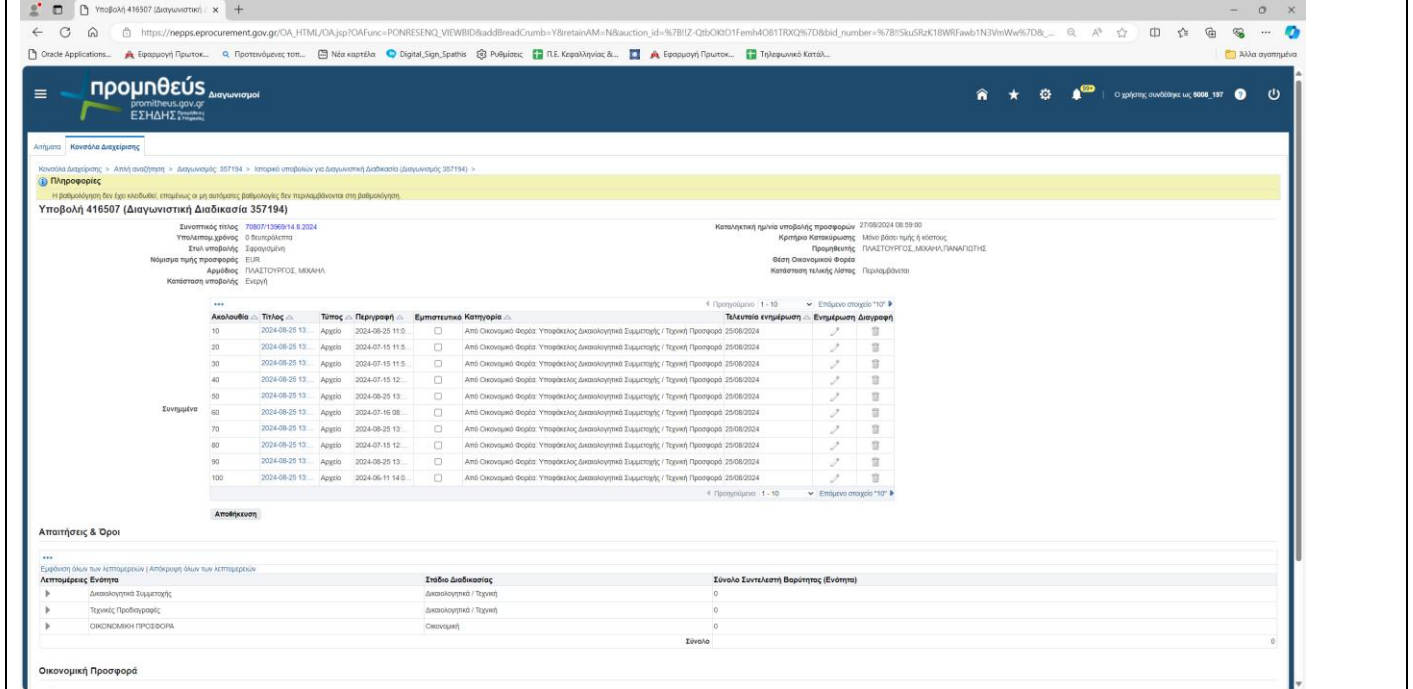 Υποβολή 416507 (Διαγωνιστική Δ
https://nepps.eprocurement.gov.gr/OA_HTML/OA.jsp?OAFunc=PONRESENQ_VIEWBID&addBreadCrumb=Y&retainAM=N&auction_id=
Oracle Applications... Εφαρμογή Πρωτοκ... Προτεινόμενες τοπ... Νέα καρτέλα Digital_Sign_Spathis Ρυθμίσεις Π.Ε. Κεφαλληνίας &... Εφαρμογή Πρωτοκ... Τηλεφωνικό Κατάλ... Άλλα αγαπημένα
προμηθεύς Διαγωνισμοί
promitheus.gov.gr
ΕΣΗΔΗΣ
99+ Ο χρήστης συνδέθηκε ως 5008_197
Αιτήματα Κονσόλα Διαχείρισης
Κονσόλα Διαχείρισης > Απλή αναζήτηση > Διαγωνισμός: 357194 > Ιστορικό υποβολών για Διαγωνιστική Διαδικασία (Διαγωνισμός 357194) >
Πληροφορίες
Η βαθμολόγηση δεν έχει κλειδωθεί, επομένως οι μη αυτόματες βαθμολογίες δεν περιλαμβάνονται στη βαθμολόγηση.
Υποβολή 416507 (Διαγωνιστική Διαδικασία 357194)
Συνοπτικός τίτλος 70807/13969/14.8.2024 Καταληκτική ημ/νία υποβολής προσφορών 27/08/2024 08:59:00
Υπολειπομ.χρόνος 0 δευτερόλεπτα Κριτήριο Κατακύρωσης Μόνο βάσει τιμής ή κόστους
Στυλ υποβολής Σφραγισμένη Προμηθευτής ΠΛΑΣΤΟΥΡΓΟΣ,,ΜΙΧΑΗΛ,ΠΑΝΑΓΙΩΤΗΣ
Νόμισμα τιμής προσφοράς EUR Θέση Οικονομικού Φορέα
Αρμόδιος ΠΛΑΣΤΟΥΡΓΟΣ, ΜΙΧΑΗΛ Κατάσταση τελικής λίστας Περιλαμβάνεται
Κατάσταση υποβολής Ενεργή
Προηγούμενο 1 - 10 Επόμενο στοιχείο "10"
Ακολουθία Τίτλος Τύπος Περιγραφή Εμπιστευτικό Κατηγορία Τελευταία ενημέρωση Ενημέρωση Διαγραφή
10 2024-08-25 13:... Αρχείο 2024-08-25 11:0... Από Οικονομικό Φορέα: Υποφάκελος Δικαιολογητικά Συμμετοχής / Τεχνική Προσφορά 25/08/2024
20 2024-08-25 13:... Αρχείο 2024-07-15 11:5... Από Οικονομικό Φορέα: Υποφάκελος Δικαιολογητικά Συμμετοχής / Τεχνική Προσφορά 25/08/2024
30 2024-08-25 13:... Αρχείο 2024-07-15 11:5... Από Οικονομικό Φορέα: Υποφάκελος Δικαιολογητικά Συμμετοχής / Τεχνική Προσφορά 25/08/2024
40 2024-08-25 13:... Αρχείο 2024-07-15 12:... Από Οικονομικό Φορέα: Υποφάκελος Δικαιολογητικά Συμμετοχής / Τεχνική Προσφορά 25/08/2024
50 2024-08-25 13:... Αρχείο 2024-08-25 13:... Από Οικονομικό Φορέα: Υποφάκελος Δικαιολογητικά Συμμετοχής / Τεχνική Προσφορά 25/08/2024
Συνημμένα 60 2024-08-25 13:... Αρχείο 2024-07-16 08:... Από Οικονομικό Φορέα: Υποφάκελος Δικαιολογητικά Συμμετοχής / Τεχνική Προσφορά 25/08/2024
70 2024-08-25 13:... Αρχείο 2024-08-25 13:... Από Οικονομικό Φορέα: Υποφάκελος Δικαιολογητικά Συμμετοχής / Τεχνική Προσφορά 25/08/2024
80 2024-08-25 13:... Αρχείο 2024-07-15 12:... Από Οικονομικό Φορέα: Υποφάκελος Δικαιολογητικά Συμμετοχής / Τεχνική Προσφορά 25/08/2024
90 2024-08-25 13:... Αρχείο 2024-08-25 13:... Από Οικονομικό Φορέα: Υποφάκελος Δικαιολογητικά Συμμετοχής / Τεχνική Προσφορά 25/08/2024
100 2024-08-25 13:... Αρχείο 2024-06-11 14:0... Από Οικονομικό Φορέα: Υποφάκελος Δικαιολογητικά Συμμετοχής / Τεχνική Προσφορά 25/08/2024
Προηγούμενο 1 - 10 Επόμενο στοιχείο "10"
Αποθήκευση
Απαιτήσεις & Όροι
Εμφάνιση όλων των λεπτομερειών | Απόκρυψη όλων των λεπτομερειών
Λεπτομέρειες Ενότητα Στάδιο Διαδικασίας Σύνολο Συντελεστή Βαρύτητας (Ενότητα)
Δικαιολογητικά Συμμετοχής Δικαιολογητικά / Τεχνική 0
Τεχνικές Προδιαγραφές Δικαιολογητικά / Τεχνική 0
ΟΙΚΟΝΟΜΙΚΗ ΠΡΟΣΦΟΡΑ Οικονομική 0
Σύνολο 0
Οικονομική Προσφορά